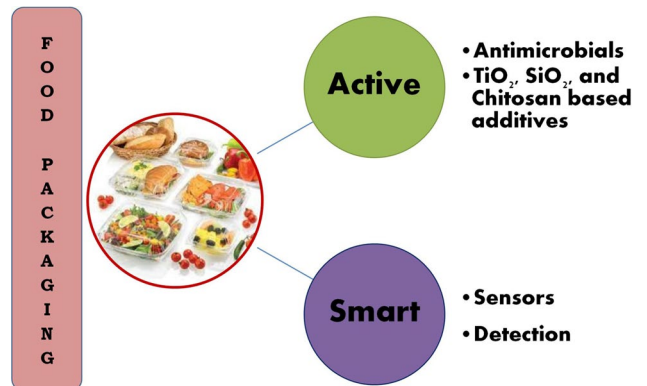 FOOD PACKAGING
Active
• Antimicrobials
• TiO₂, SiO₂, and
Chitosan based
additives
Smart
• Sensors
• Detection